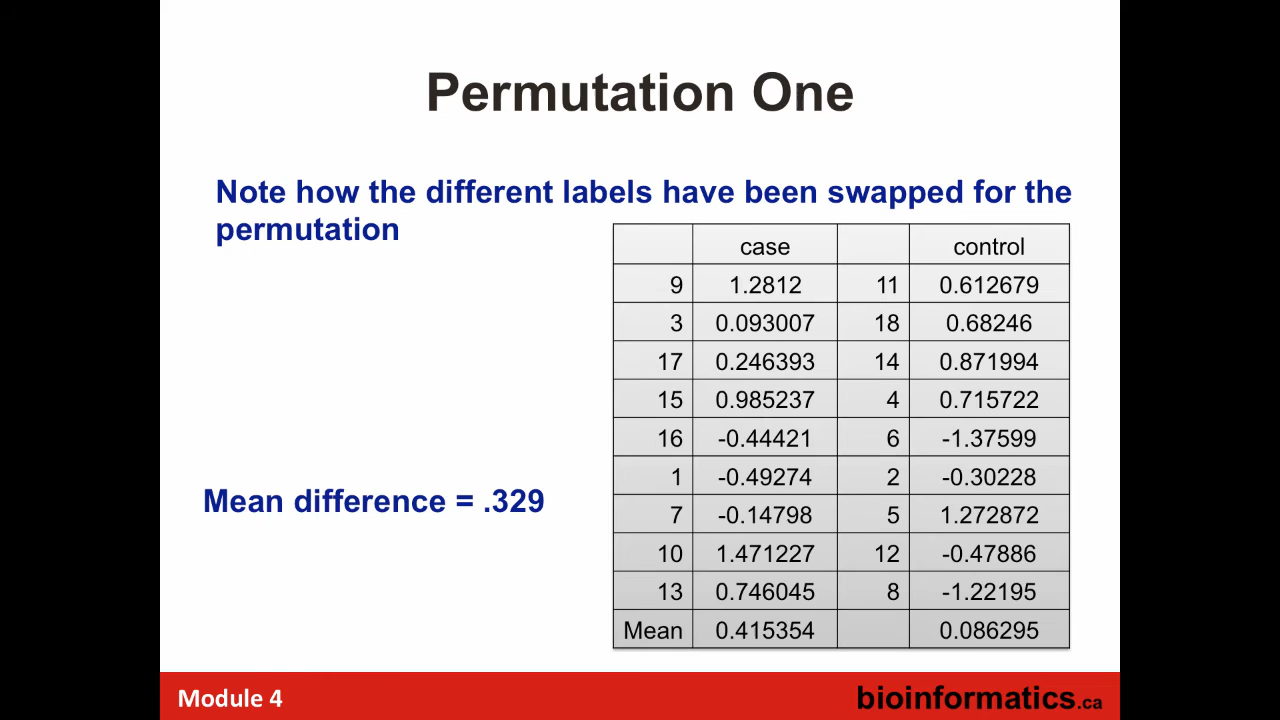 Permutation One
Note how the different labels have been swapped for the
permutation
case control
9 1.2812 11 0.612679
3 0.093007 18 0.68246
17 0.246393 14 0.871994
15 0.985237 4 0.715722
16 -0.44421 6 -1.37599
1 -0.49274 2 -0.30228
7 -0.14798 5 1.272872
10 1.471227 12 -0.47886
13 0.746045 8 -1.22195
Mean 0.415354 0.086295
Mean difference = .329
Module 4
bioinformatics.ca